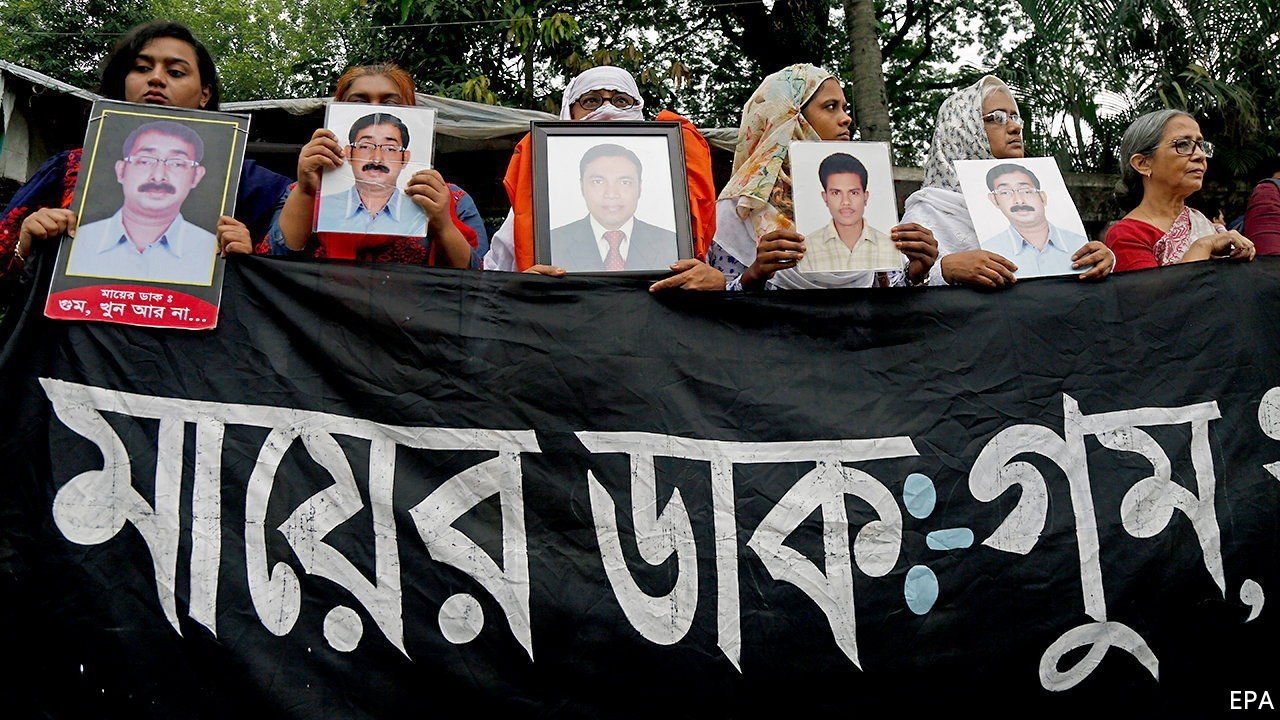 মায়ের ডাক :
গুম, খুন আর না...
মায়ের ডাক: গুম,
EPA